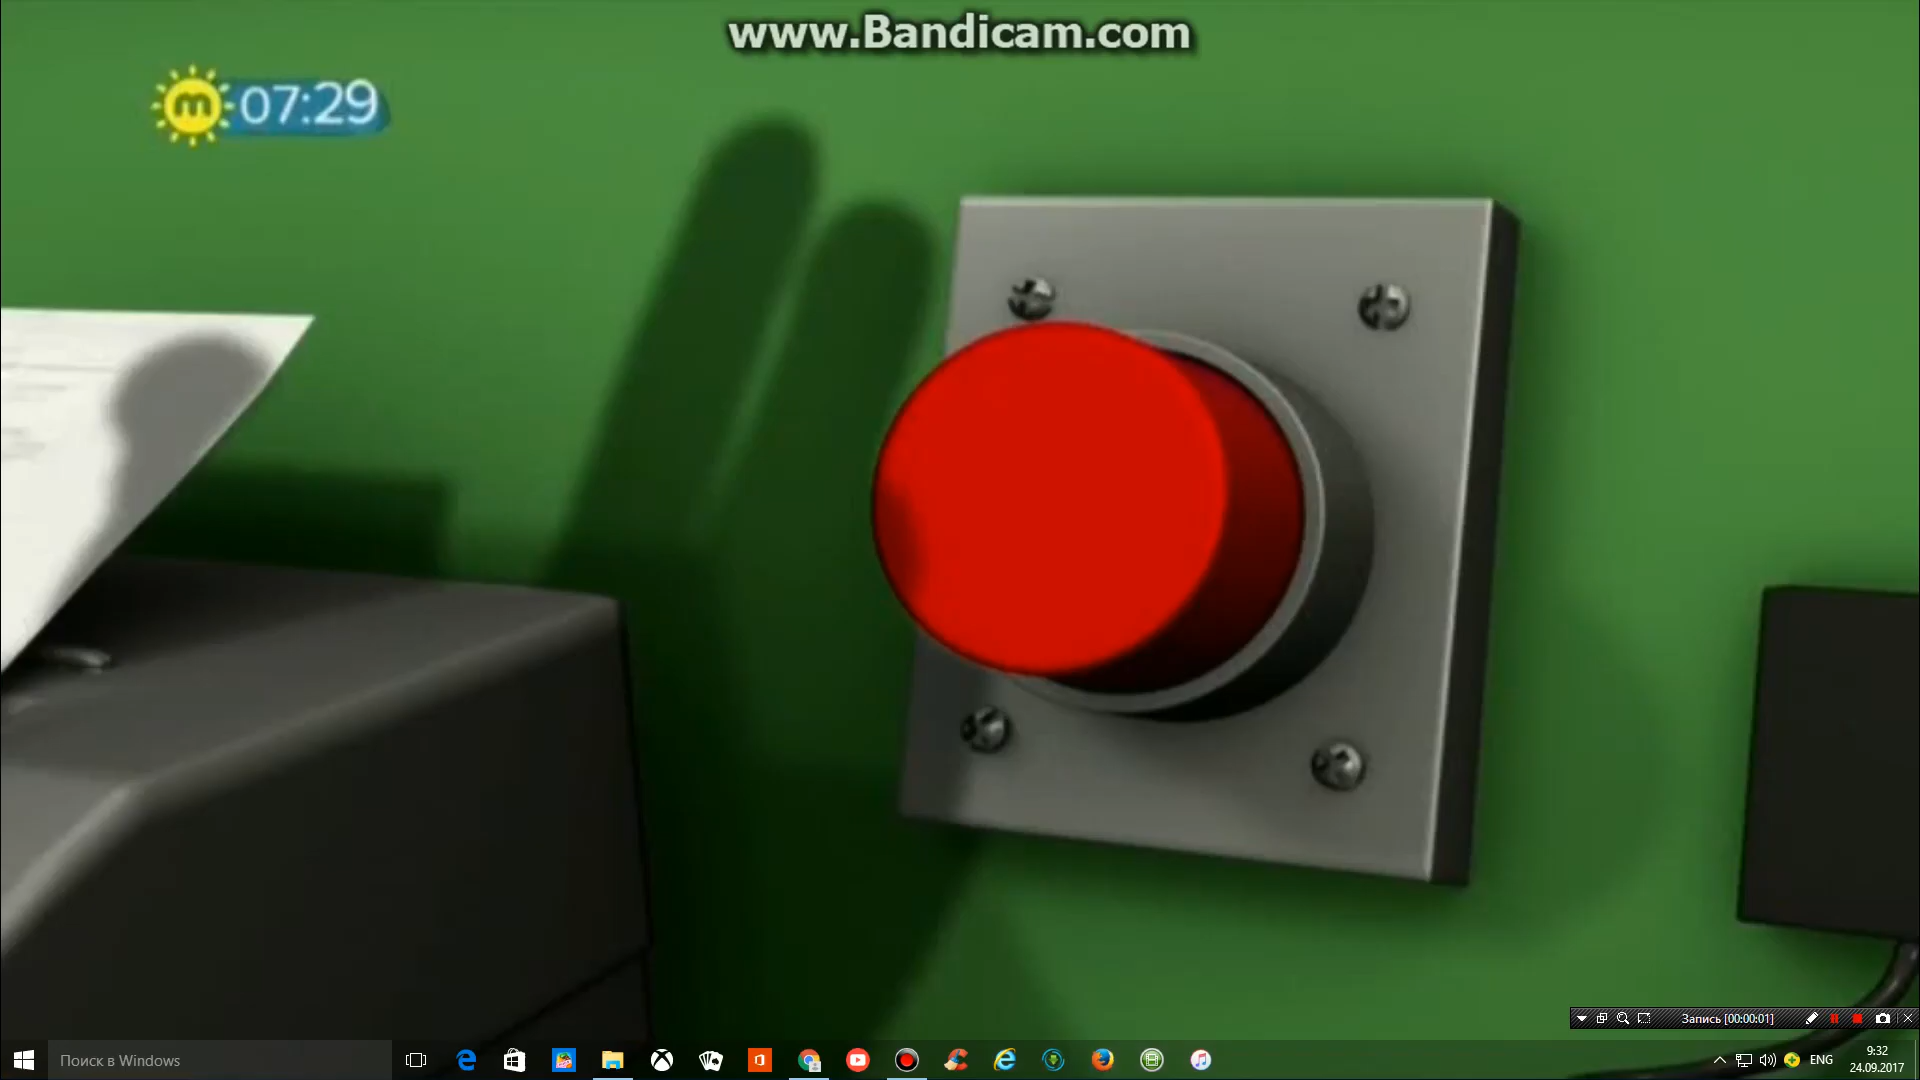 www.Bandicam.com
m 07:29
Запись [00:00:01]
Поиск в Windows
ENG
9:32
24.09.2017